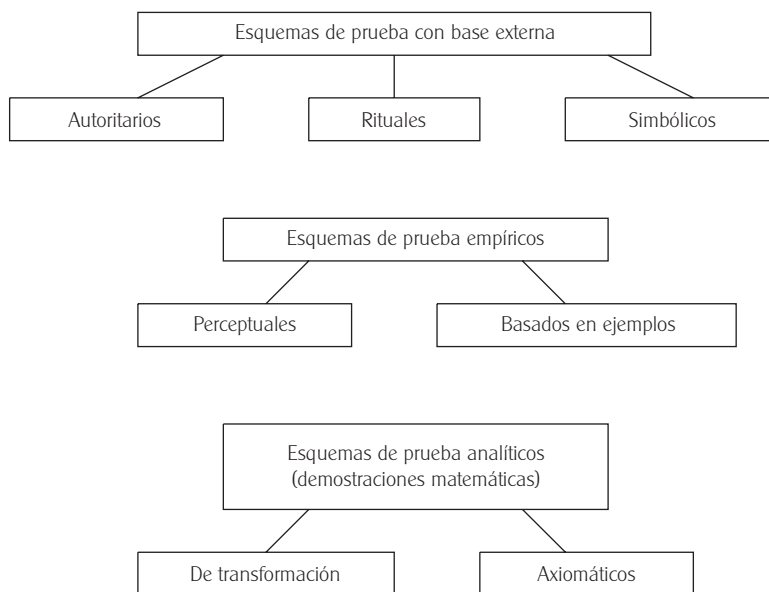 Esquemas de prueba con base externa
Autoritarios
Rituales
Simbólicos
Esquemas de prueba empíricos
Perceptuales
Basados en ejemplos
Esquemas de prueba analíticos
(demostraciones matemáticas)
De transformación
Axiomáticos